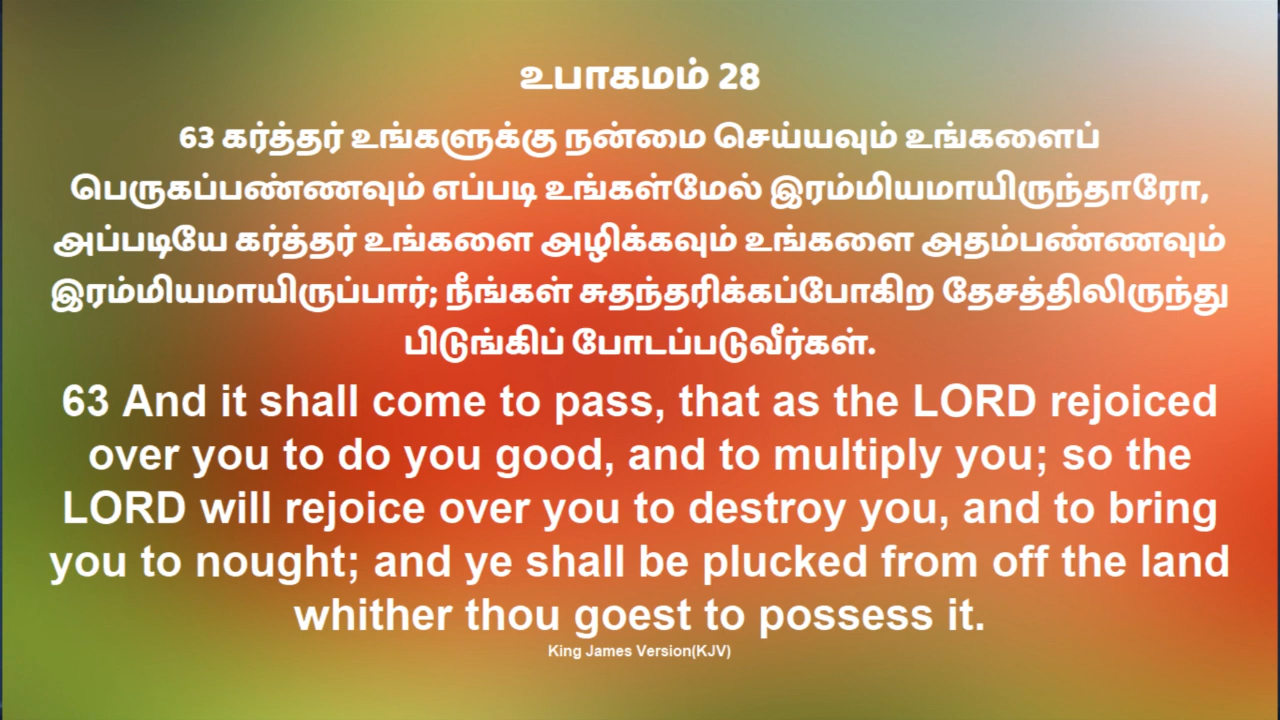 உபாகமம் 28
63 கர்த்தர் உங்களுக்கு நன்மை செய்யவும் உங்களைப்
பெருகப்பண்ணவும் எப்படி உங்கள்மேல் இரம்மியமாயிருந்தாரோ,
அப்படியே கர்த்தர் உங்களை அழிக்கவும் உங்களை அதம்பண்ணவும்
இரம்மியமாயிருப்பார்; நீங்கள் சுதந்தரிக்கப்போகிற தேசத்திலிருந்து
பிடுங்கிப் போடப்படுவீர்கள்.
63 And it shall come to pass, that as the LORD rejoiced
over you to do you good, and to multiply you; so the
LORD will rejoice over you to destroy you, and to bring
you to nought; and ye shall be plucked from off the land
whither thou goest to possess it.
King James Version(KJV)